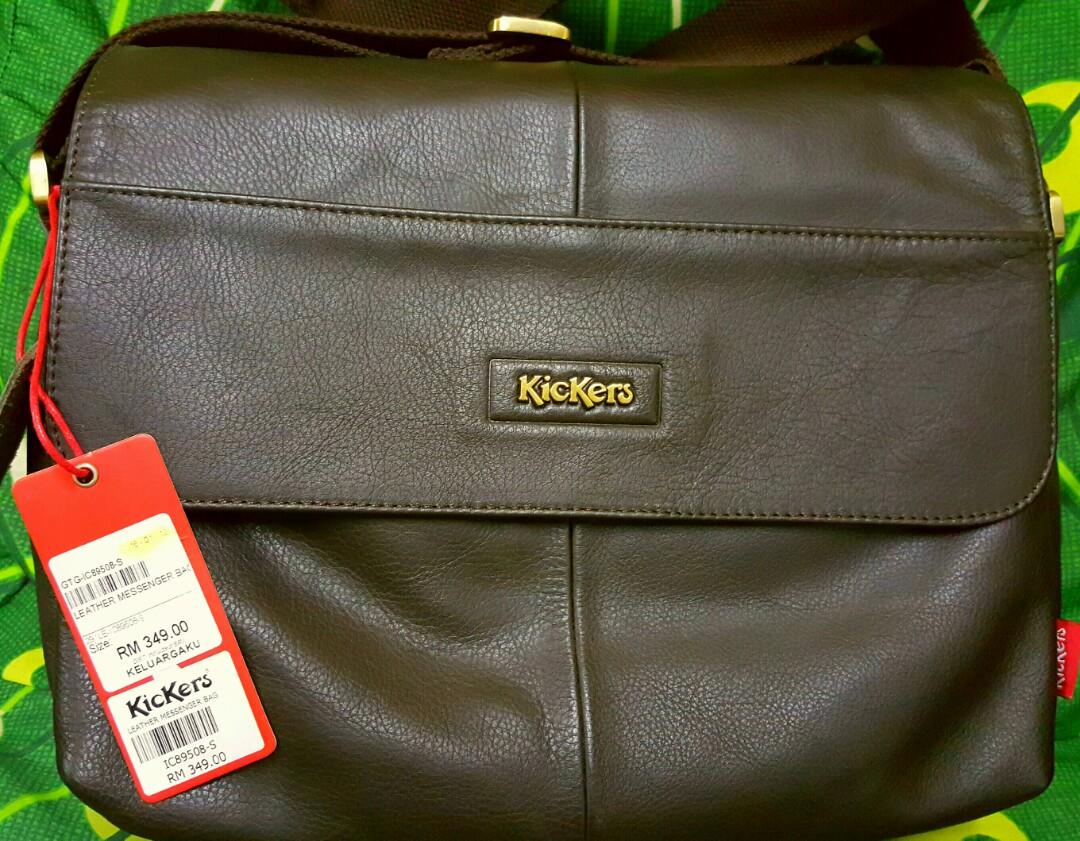 KicKers
GTG-IC89508-S
LEATHER MESSENGER BAG
Size
RM 349.00
KELUARGAKU
KicKers
LEATHER MESSENGER BAG
IC89508-S
RM 349.00
KicKers